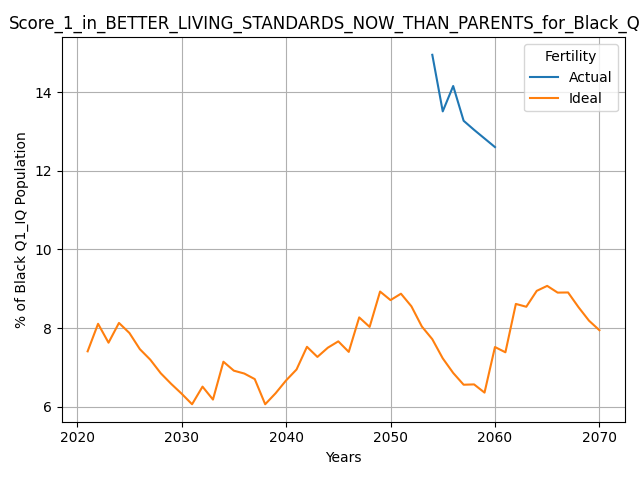 Score_1_in_BETTER_LIVING_STANDARDS_NOW_THAN_PARENTS_for_Black_Q
Fertility
Actual
Ideal
% of Black Q1_IQ Population
14
12
10
8
6
2020 2030 2040 2050 2060 2070
Years